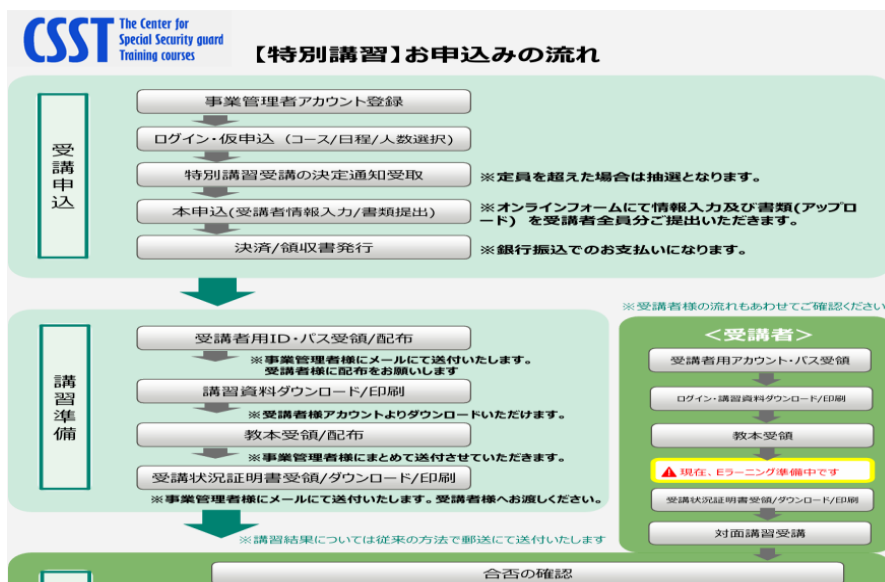 CSST
The Center for
Special Security guard
Training courses
【特別講習】お申込みの流れ
受講申込
事業管理者アカウント登録
ログイン・仮申込（コース/日程/人数選択）
特別講習受講の決定通知受取
※定員を超えた場合は抽選となります。
本申込(受講者情報入力/書類提出)
※オンラインフォームにて情報入力及び書類(アップロ
ード）を受講者全員分ご提出いただきます。
決済/領収書発行
※銀行振込でのお支払いになります。
講習準備
受講者用ID・パス受領/配布
※事業管理者様にメールにて送付いたします。
受講者様に配布をお願いします
講習資料ダウンロード/印刷
※受講者様アカウントよりダウンロードいただけます。
教本受領/配布
※事業管理者様にまとめて送付させていただきます。
受講状況証明書受領/ダウンロード/印刷
※事業管理者様にメールにて送付いたします。受講者様へお渡しください。
※講習結果については従来の方法で郵送にて送付いたします
※受講者様の流れもあわせてご確認ください
＜受講者＞
受講者用アカウント・パス受領
ログイン・講習資料ダウンロード/印刷
教本受領
現在、Eラーニング準備中です
受講状況証明書受領/ダウンロード/印刷
対面講習受講
合否の確認